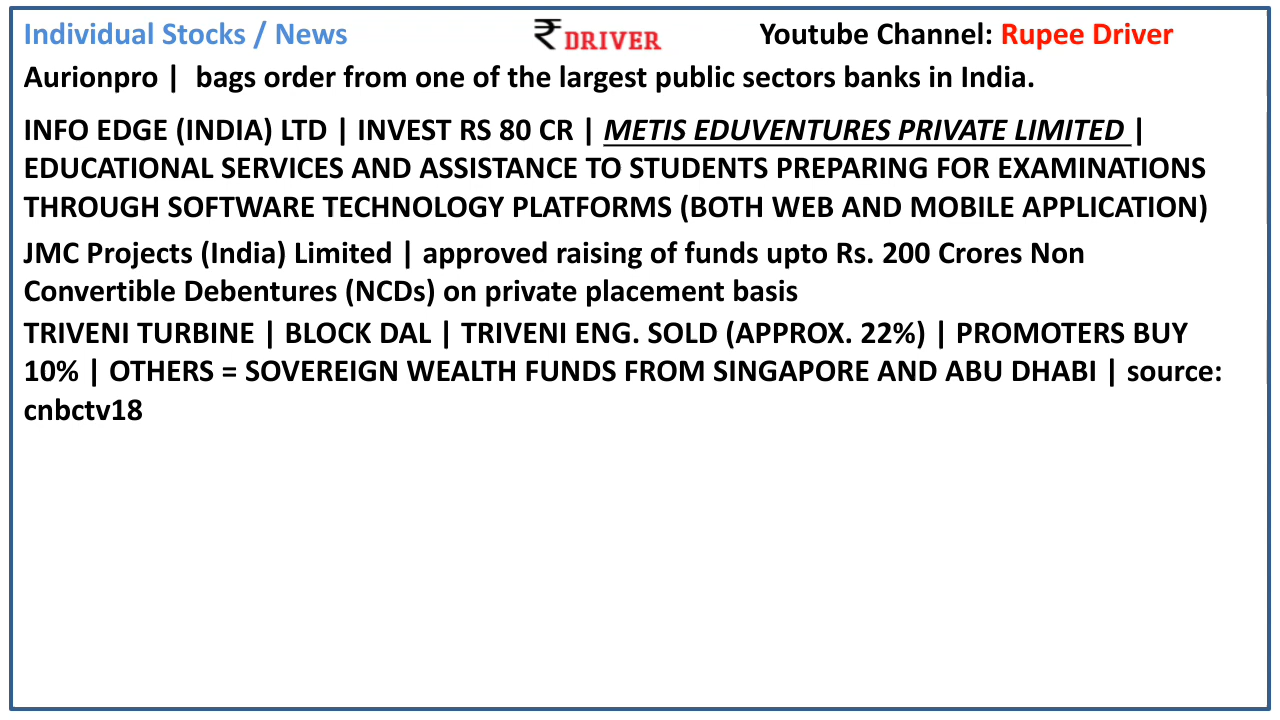 Individual Stocks / News
₹ DRIVER
Youtube Channel: Rupee Driver
Aurionpro | bags order from one of the largest public sectors banks in India.
INFO EDGE (INDIA) LTD | INVEST RS 80 CR | METIS EDUVENTURES PRIVATE LIMITED |
EDUCATIONAL SERVICES AND ASSISTANCE TO STUDENTS PREPARING FOR EXAMINATIONS
THROUGH SOFTWARE TECHNOLOGY PLATFORMS (BOTH WEB AND MOBILE APPLICATION)
JMC Projects (India) Limited | approved raising of funds upto Rs. 200 Crores Non
Convertible Debentures (NCDs) on private placement basis
TRIVENI TURBINE | BLOCK DAL | TRIVENI ENG. SOLD (APPROX. 22%) | PROMOTERS BUY
10% | OTHERS = SOVEREIGN WEALTH FUNDS FROM SINGAPORE AND ABU DHABI | source:
cnbctv18